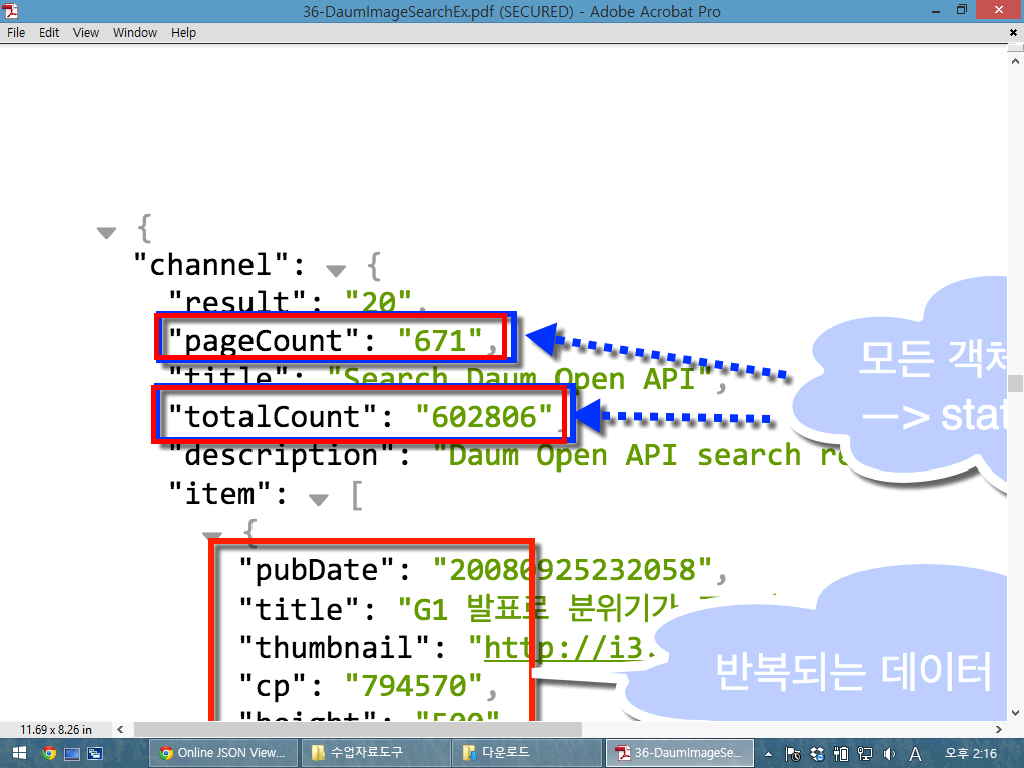 36-DaumImageSearchEx.pdf (SECURED) - Adobe Acrobat Pro
File Edit View Window Help
{
"channel": {
"result": "20",
"pageCount": "671",
"title": "Search Daum Open API",
"totalCount": "602806",
"description": "Daum Open API search
"item": [
{
"pubDate": "20080925232058",
"title": "G1 발표로 분위기가
"thumbnail": "http://i3.
"cp": "794570",
"height": "500"
모든 객체
—> stat
반복되는 데이터
11.69 x 8.26 in
Online JSON View...
수업자료도구
다운로드
36-DaumImageSe...
A
오후 2:16